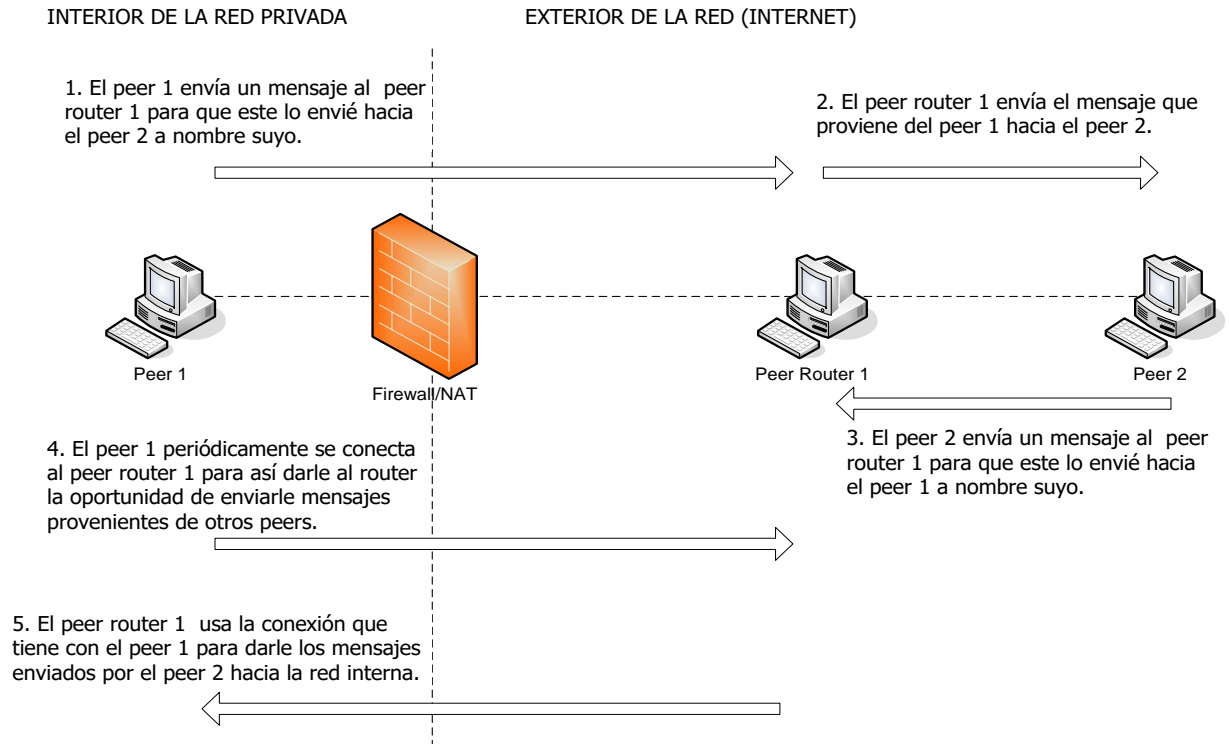 INTERIOR DE LA RED PRIVADA
EXTERIOR DE LA RED (INTERNET)
1. El peer 1 envía un mensaje al peer
router 1 para que este lo envié hacia
el peer 2 a nombre suyo.
2. El peer router 1 envía el mensaje que
proviene del peer 1 hacia el peer 2.
Peer 1
Firewall/NAT
Peer Router 1
Peer 2
3. El peer 2 envía un mensaje al peer
router 1 para que este lo envié hacia
el peer 1 a nombre suyo.
4. El peer 1 periódicamente se conecta
al peer router 1 para así darle al router
la oportunidad de enviarle mensajes
provenientes de otros peers.
5. El peer router 1 usa la conexión que
tiene con el peer 1 para darle los mensajes
enviados por el peer 2 hacia la red interna.